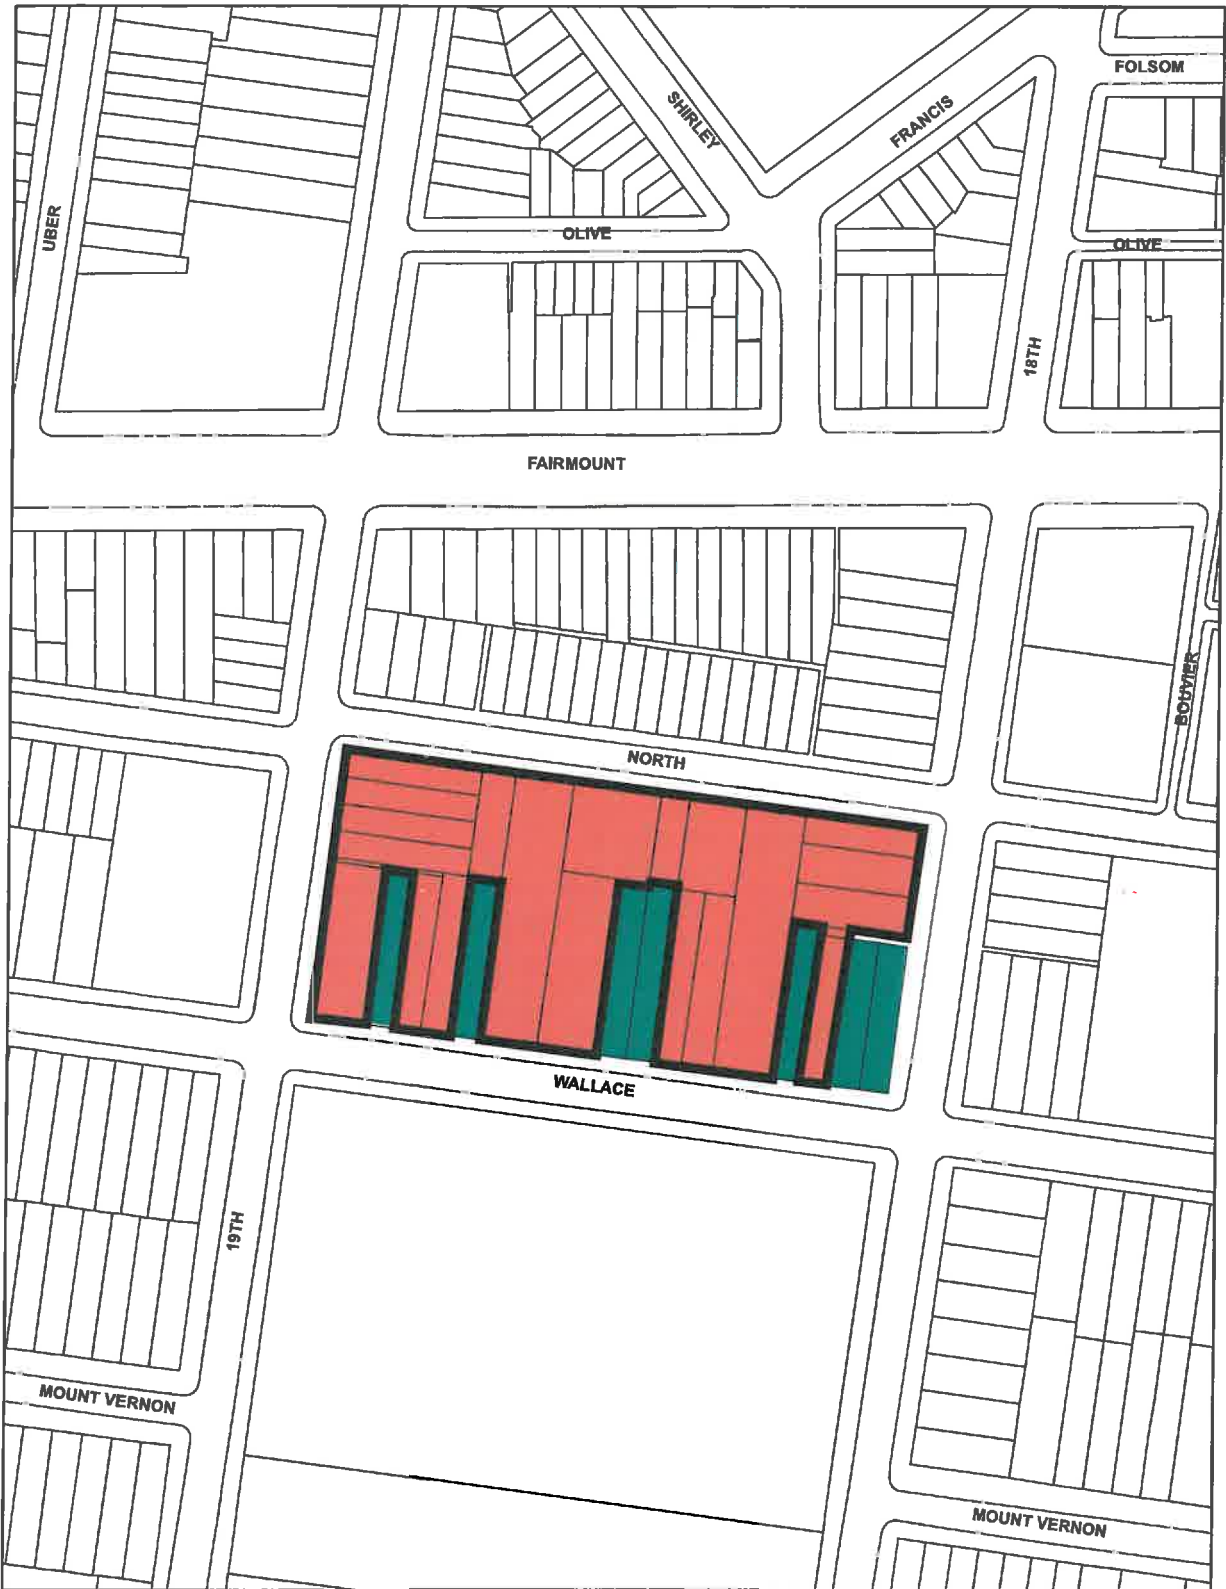 FOLSOM
SHIRLEY
FRANCIS
UBER
OLIVE
OLIVE
18TH
FAIRMOUNT
BOUVIER
NORTH
WALLACE
19TH
MOUNT VERNON
MOUNT VERNON